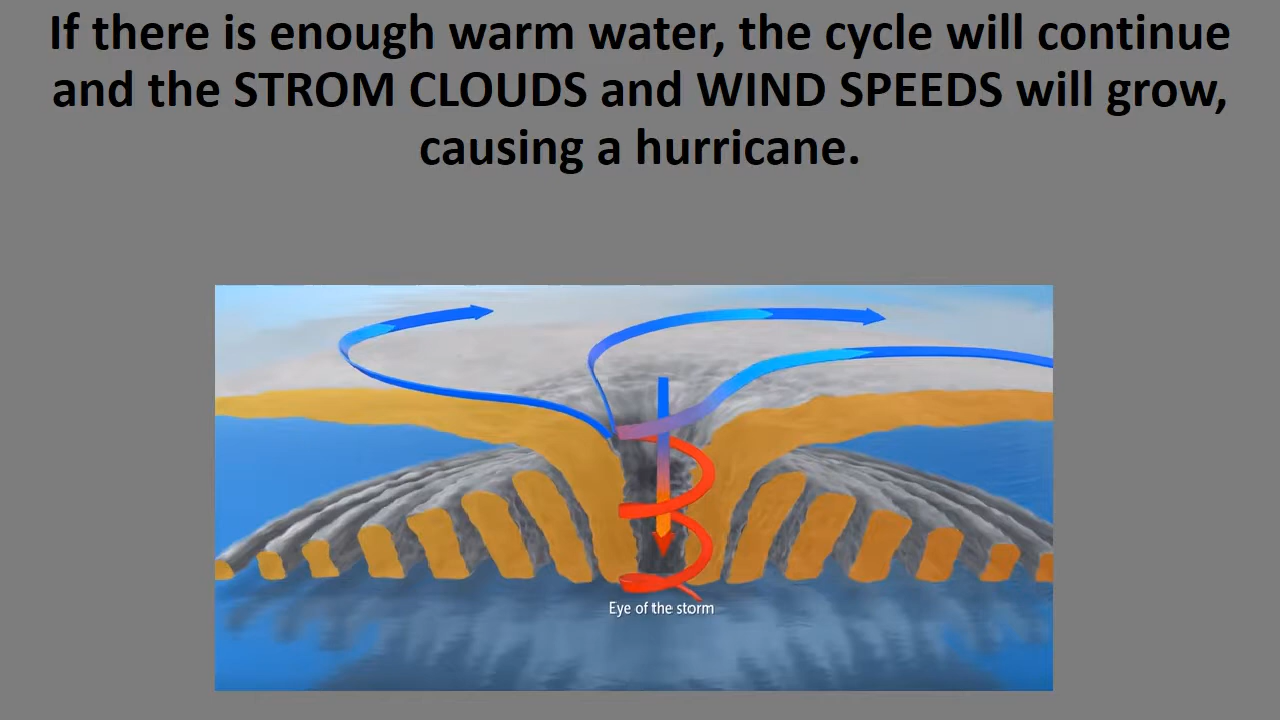 If there is enough warm water, the cycle will continue
and the STROM CLOUDS and WIND SPEEDS will grow,
causing a hurricane.
Eye of the storm